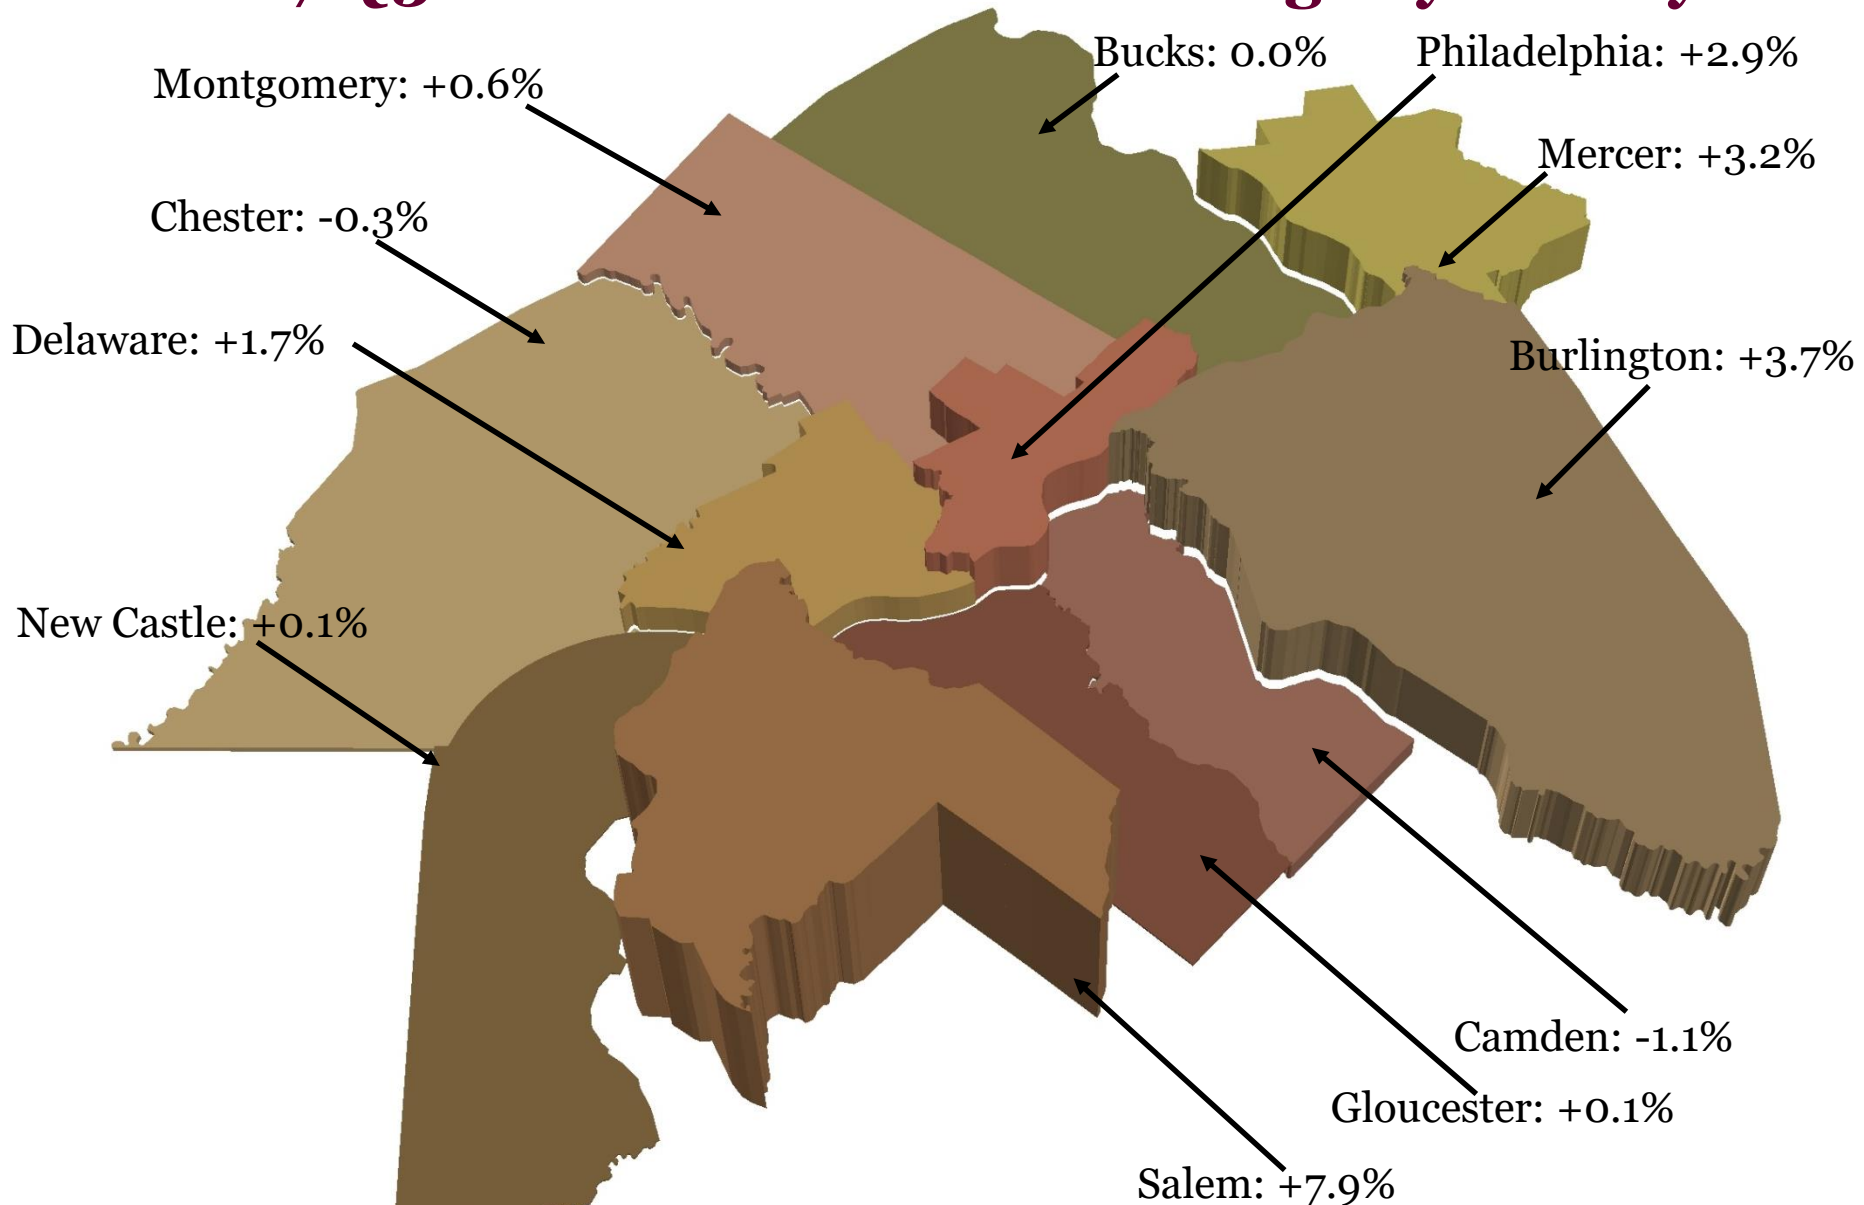 Bucks: 0.0%
Philadelphia: +2.9%
Montgomery: +0.6%
Mercer: +3.2%
Chester: -0.3%
Delaware: +1.7%
Burlington: +3.7%
New Castle: +0.1%
Camden: -1.1%
Gloucester: +0.1%
Salem: +7.9%